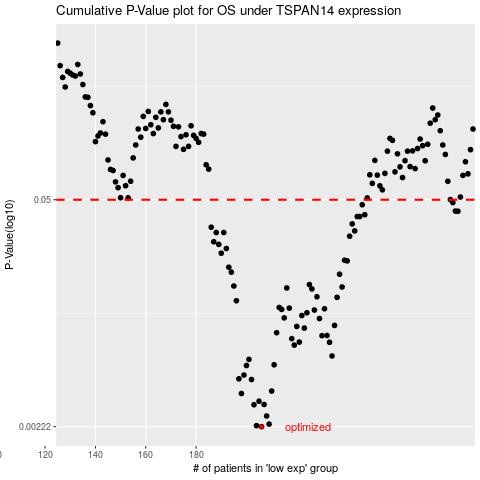 Cumulative P-Value plot for OS under TSPAN14 expression
P-Value(log10)
0.05
0.00222
optimized
0 120 140 160 180
# of patients in 'low exp' group